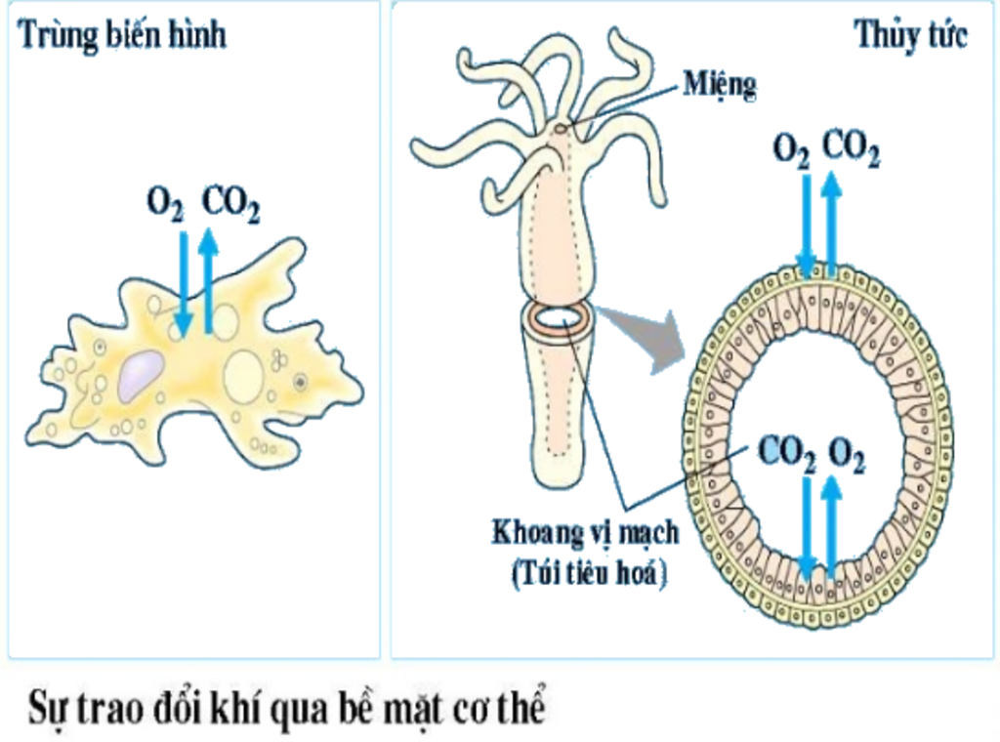 Trùng biến hình
O₂ CO₂
Thủy tức
Miệng
O₂ CO₂
CO₂ O₂
Khoang vị mạch
(Túi tiêu hoá)
Sự trao đổi khí qua bề mặt cơ thể